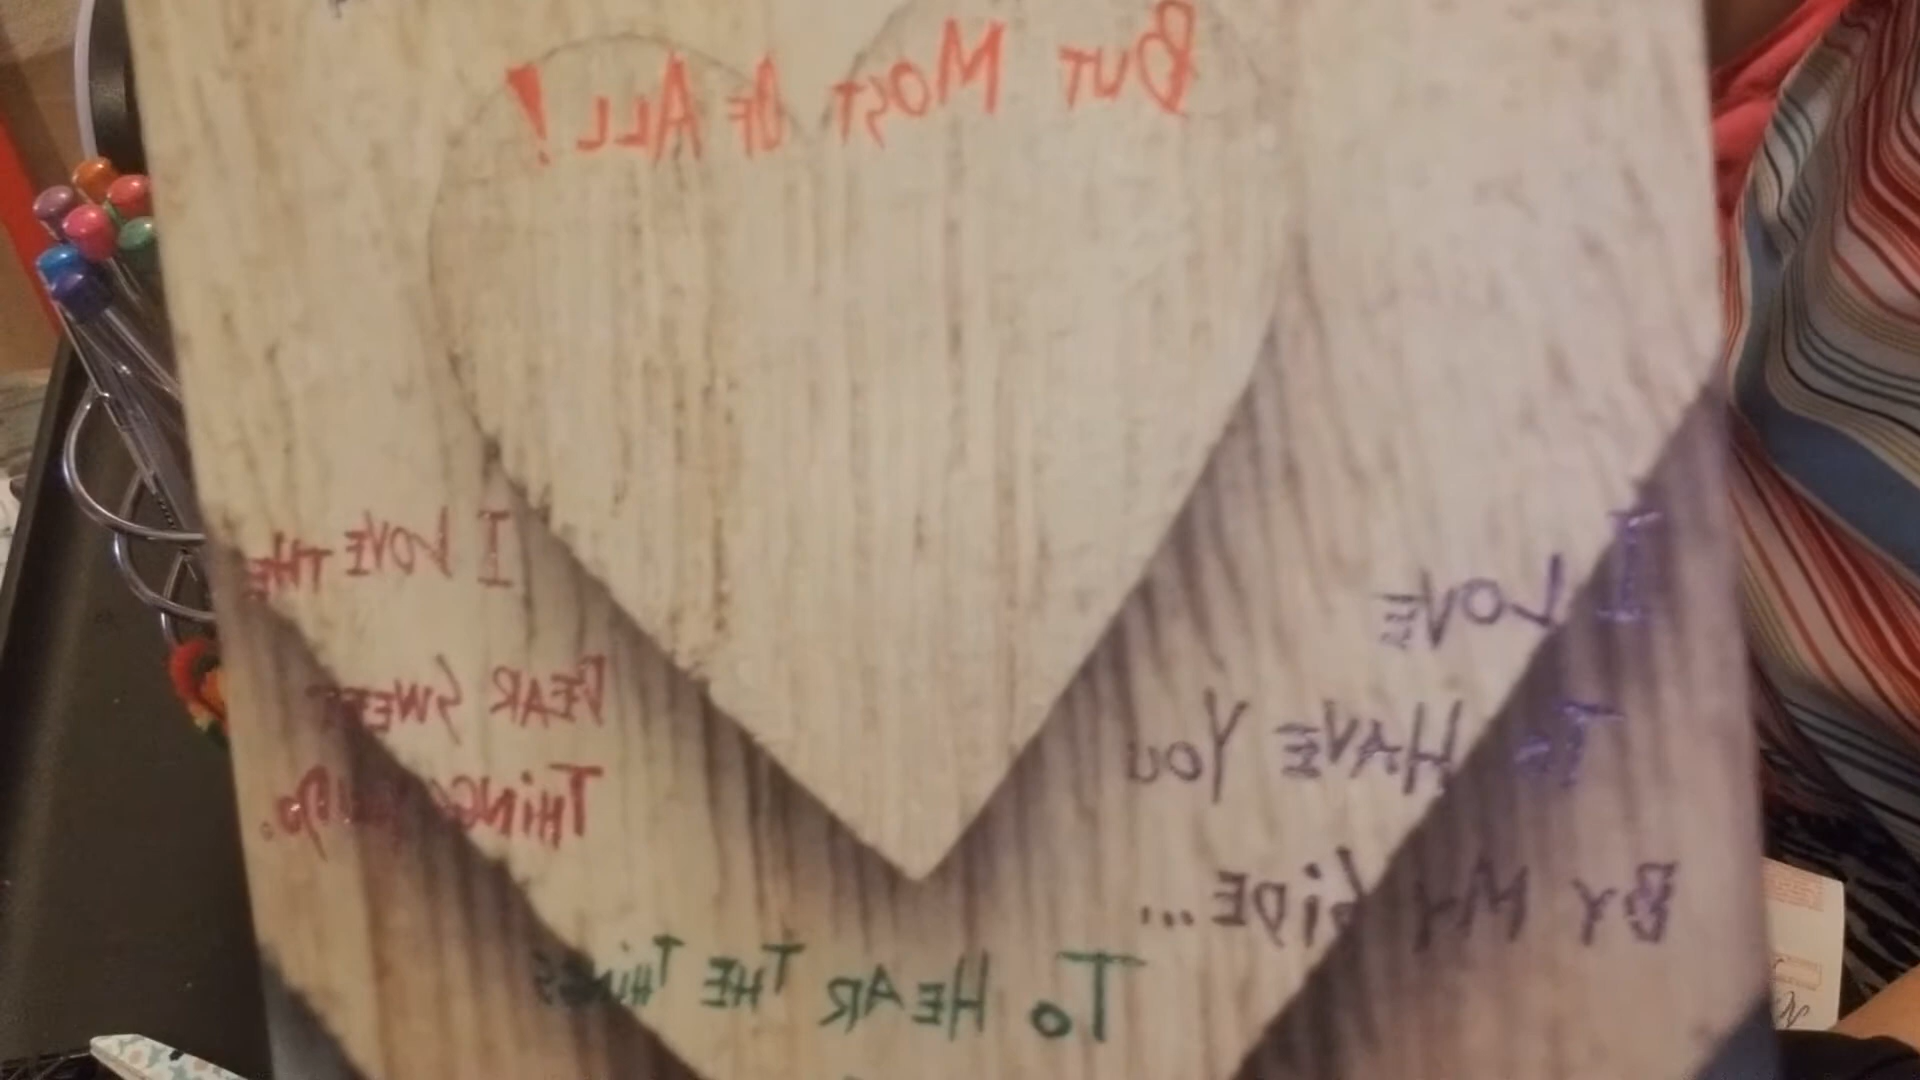 But Most Of All!
I Love
To Have You
By My Side...
I Love The
Dear Sweet
Things
To Hear The Things